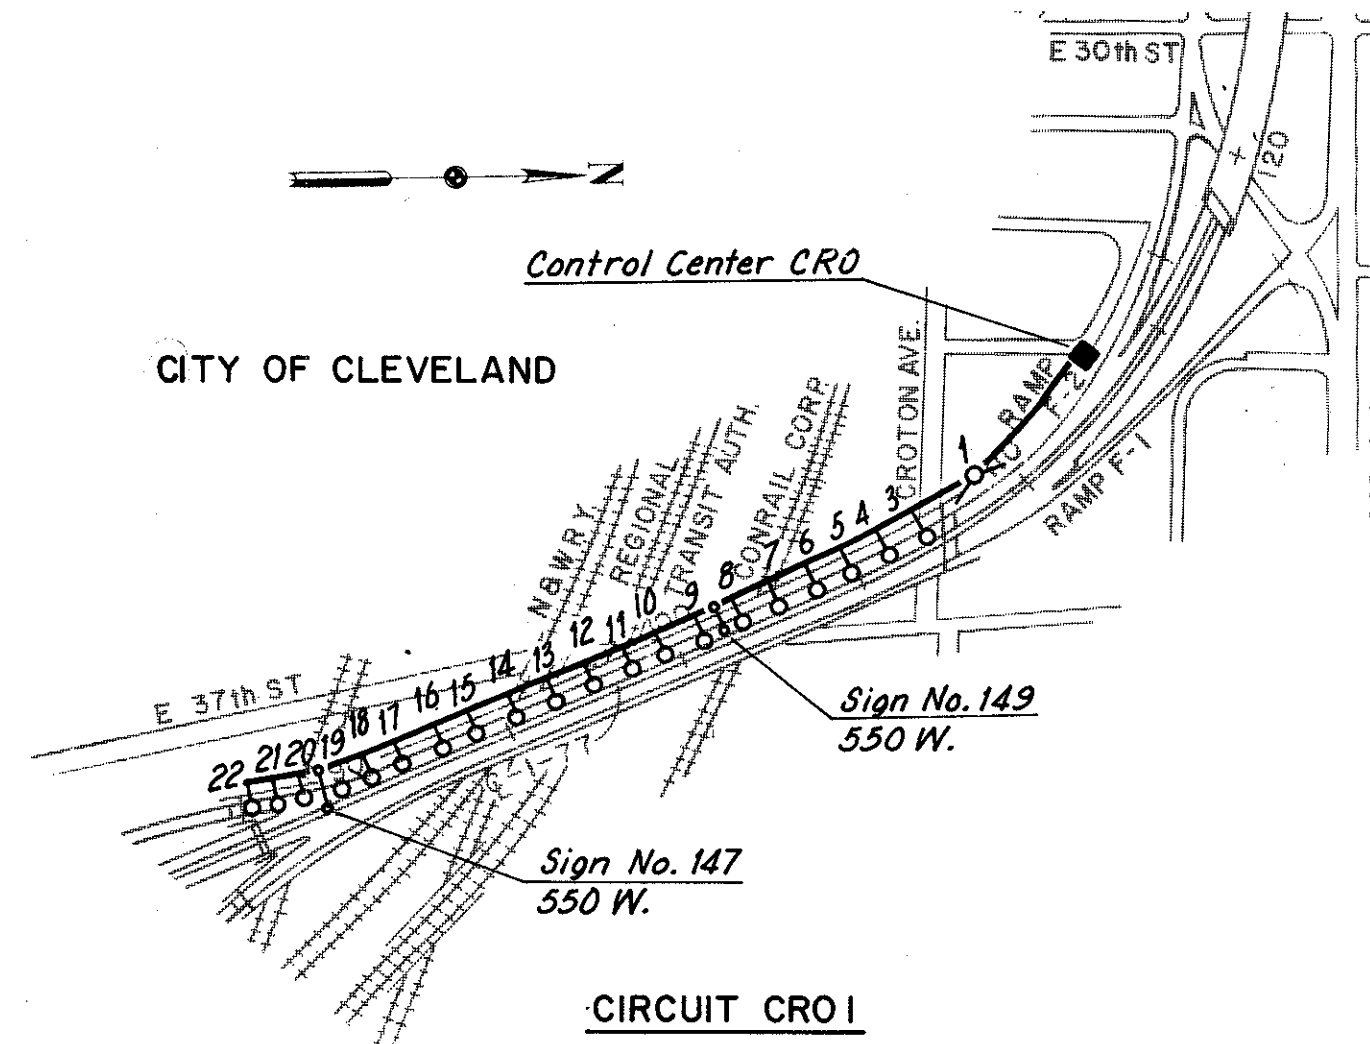 E 30th ST
N
120
Control Center CRO
CITY OF CLEVELAND
CROTON AVE.
RAMP
F-2
RAMP F-1
CONRAIL CORP.
REGIONAL
TRANSIT AUTH.
N&W RY.
1
3
4
5
6
7
8
9
10
11
12
13
14
15
16
17
18
19
20
21
22
E 37th ST
Sign No. 149
550 W.
Sign No. 147
550 W.
CIRCUIT CRO 1